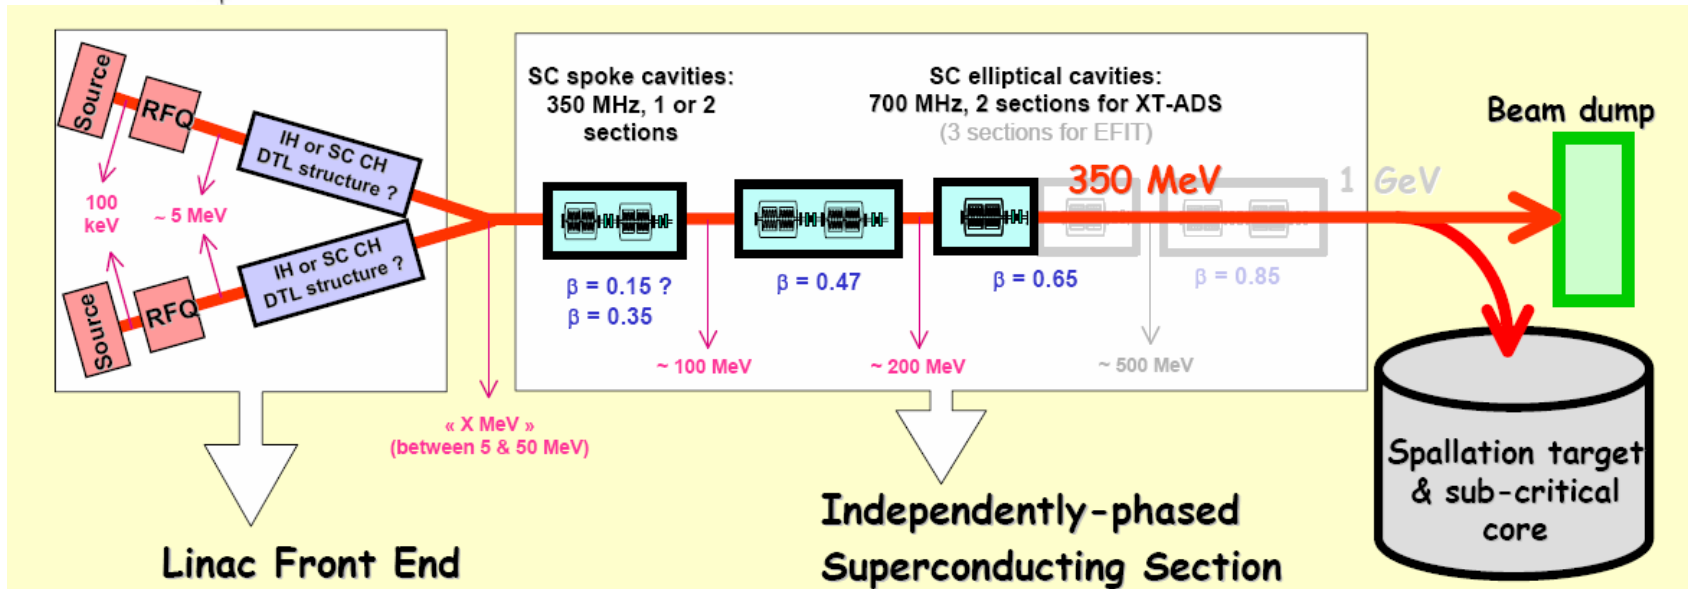 Source
RFQ
IH or SC CH
DTL structure ?
100
keV
~ 5 MeV
Source
RFQ
IH or SC CH
DTL structure ?
« X MeV »
(between 5 & 50 MeV)
Linac Front End
SC spoke cavities:
350 MHz, 1 or 2
sections
SC elliptical cavities:
700 MHz, 2 sections for XT-ADS
(3 sections for EFIT)
350 MeV
1 GeV
β = 0.15 ?
β = 0.35
β = 0.47
β = 0.65
β = 0.85
~ 100 MeV
~ 200 MeV
~ 500 MeV
Independently-phased
Superconducting Section
Beam dump
Spallation target
& sub-critical
core